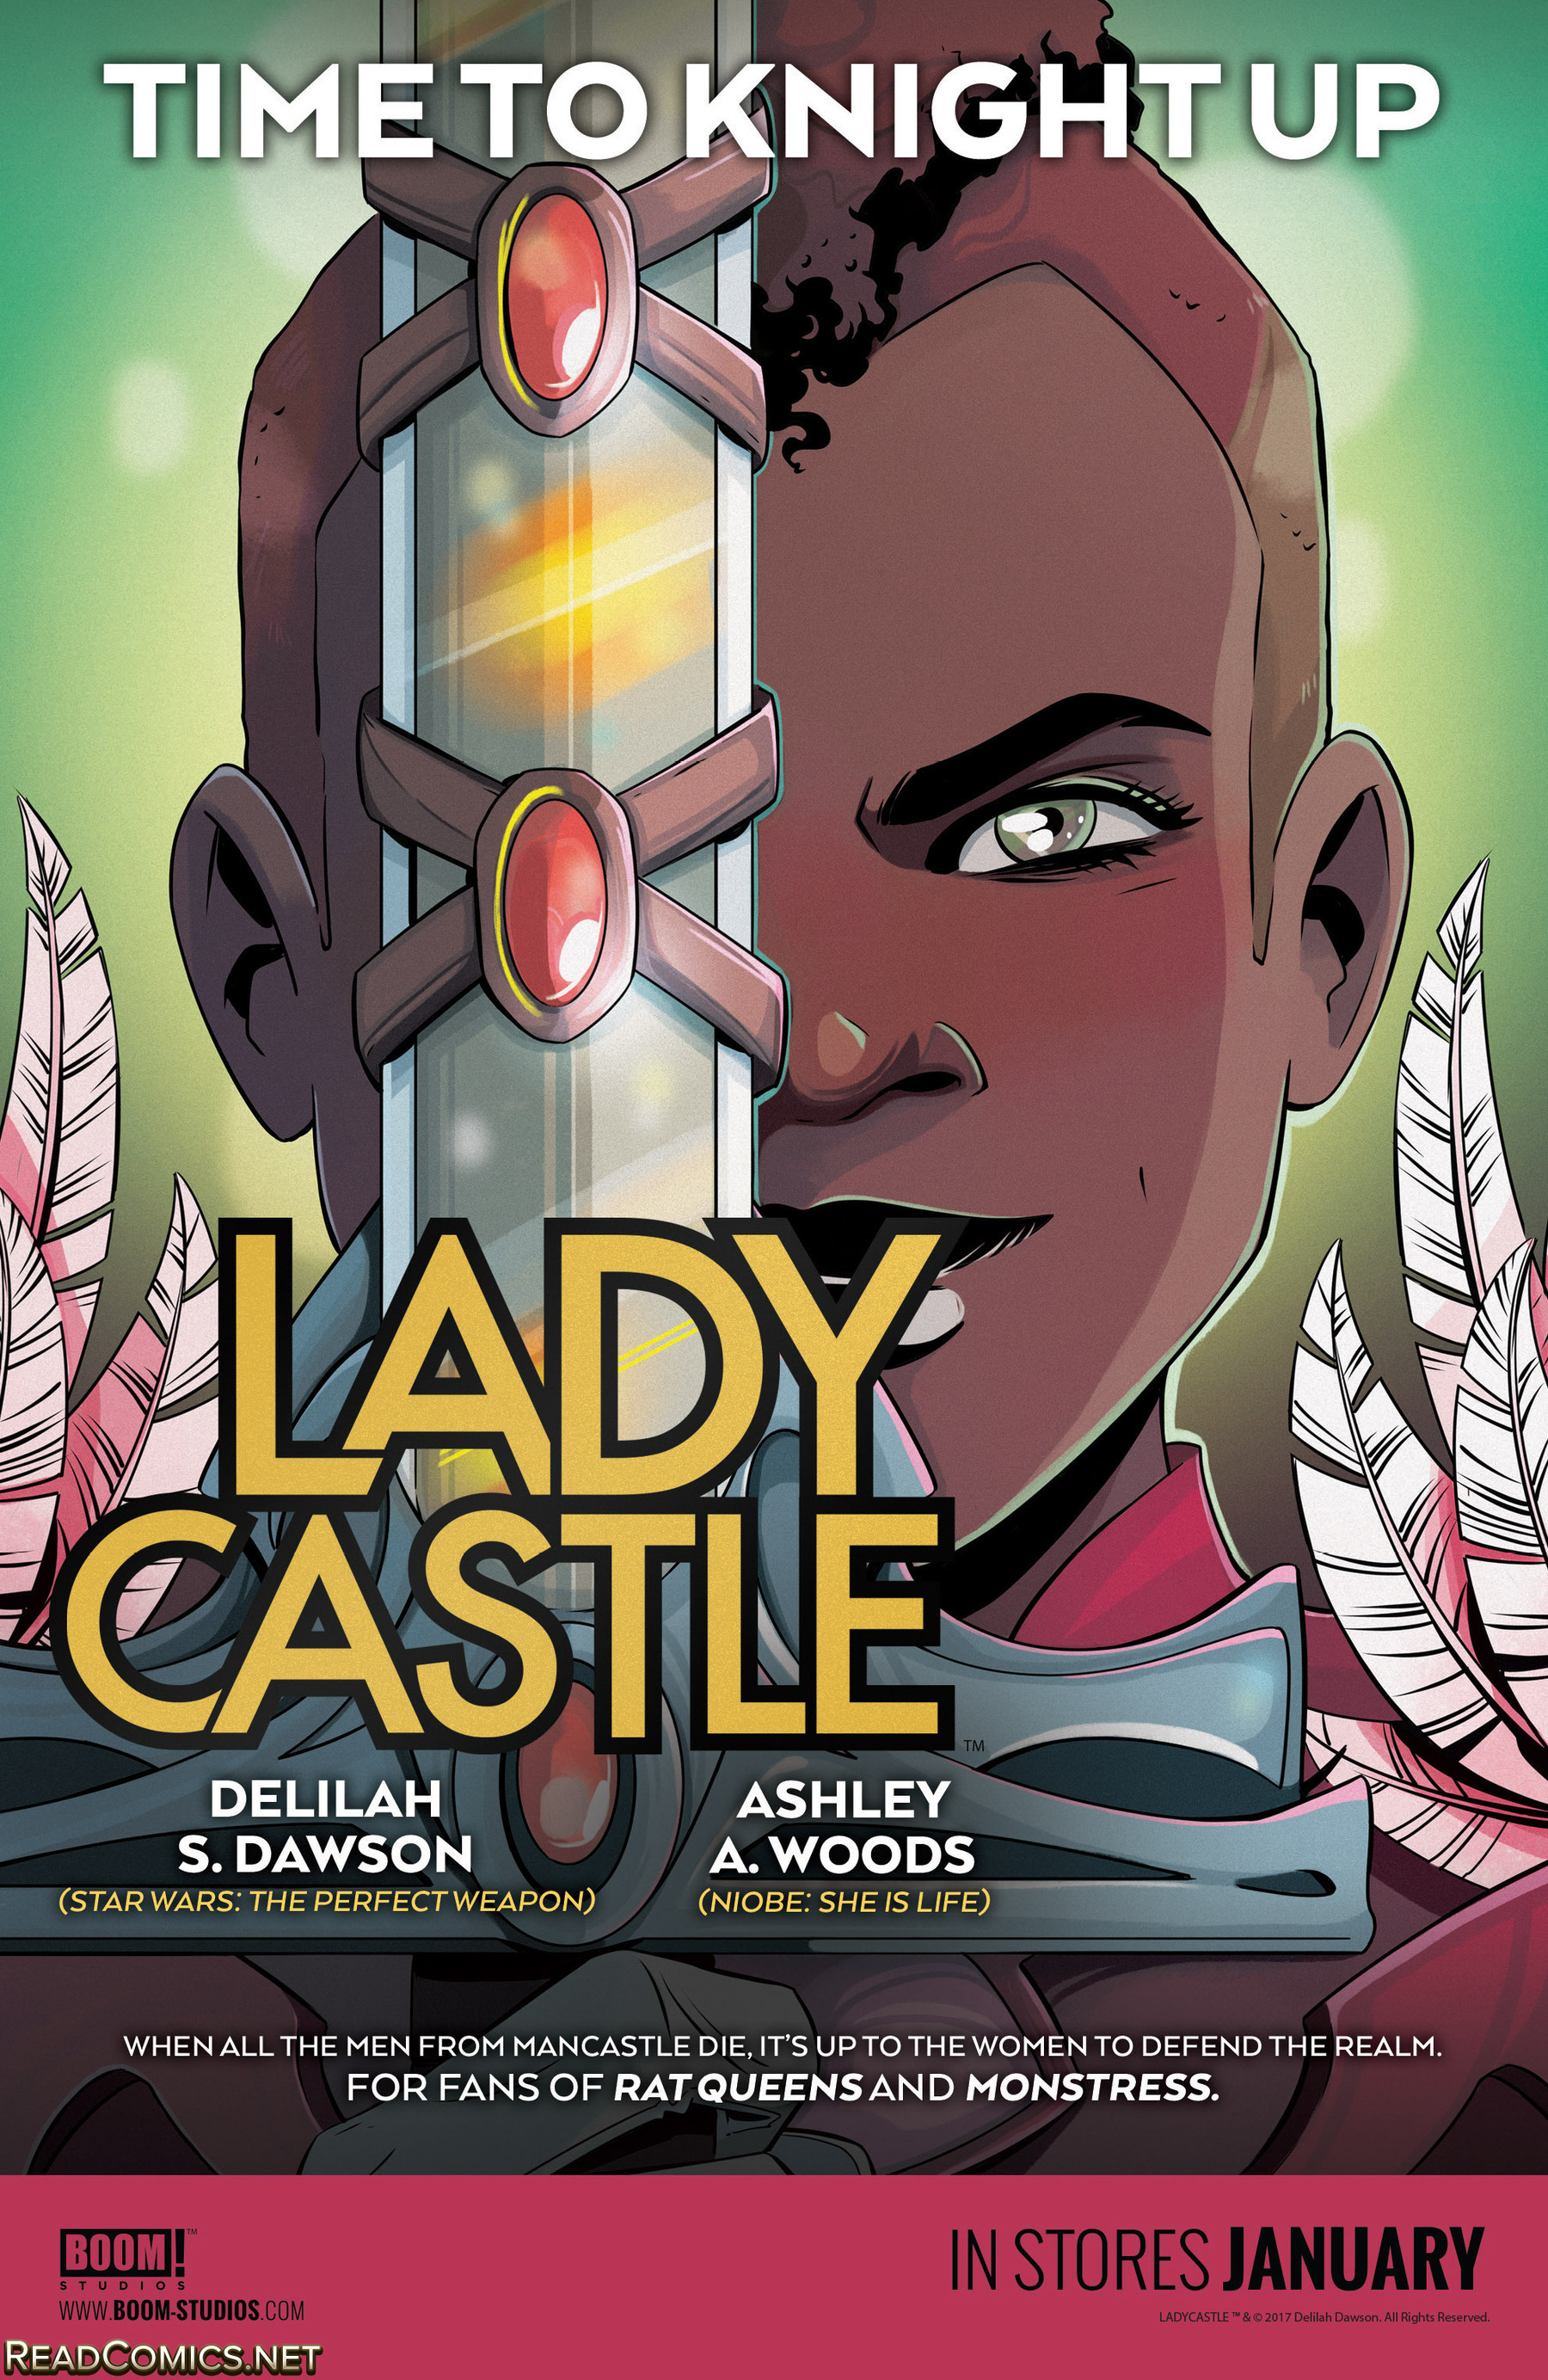 TIME TO KNIGHT UP
LADY
CASTLE™
DELILAH
S. DAWSON
(STAR WARS: THE PERFECT WEAPON)
ASHLEY
A. WOODS
(NIOBE: SHE IS LIFE)
WHEN ALL THE MEN FROM MANCASTLE DIE, IT'S UP TO THE WOMEN TO DEFEND THE REALM.
FOR FANS OF RAT QUEENS AND MONSTRESS.
BOOM!™
STUDIOS
WWW.BOOM-STUDIOS.COM
IN STORES JANUARY
LADYCASTLE ™ & © 2017 Delilah Dawson. All Rights Reserved.
READCOMICS.NET